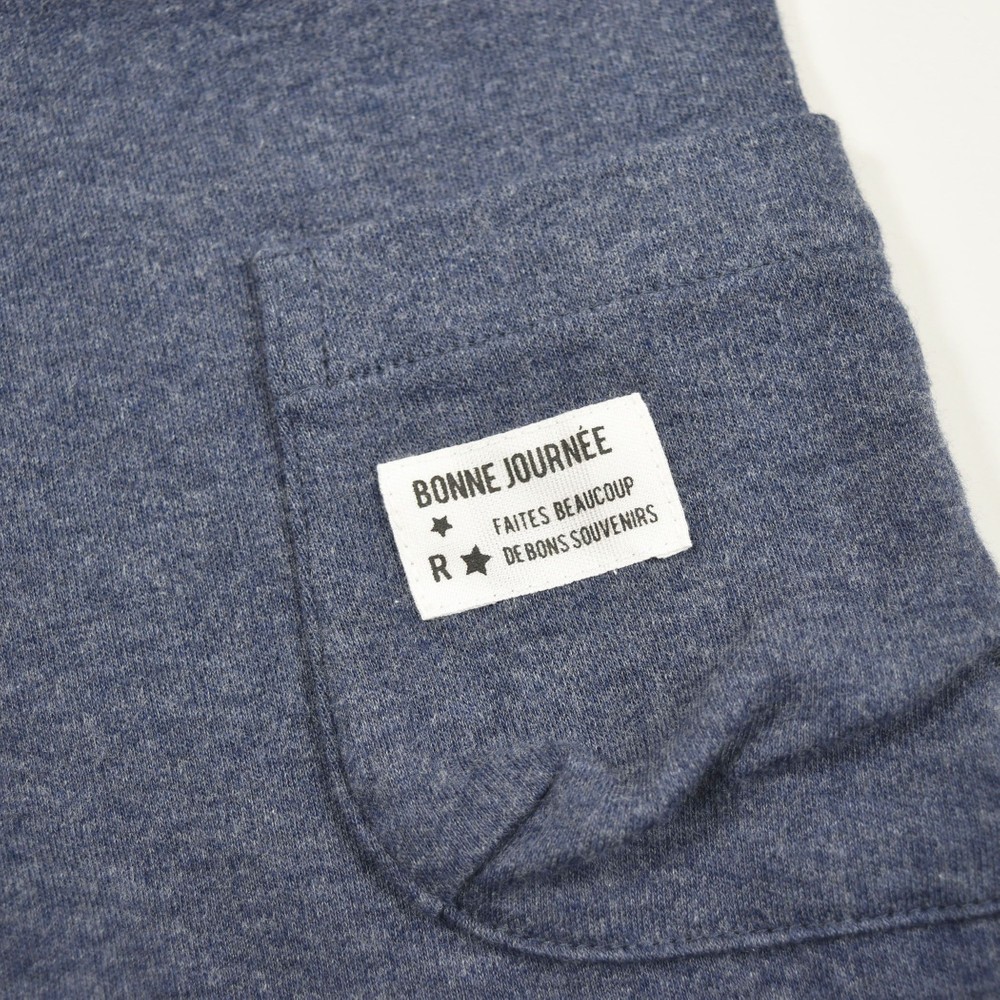 BONNE JOURNÉE
★ FAITES BEAUCOUP
R★ DE BONS SOUVENIRS